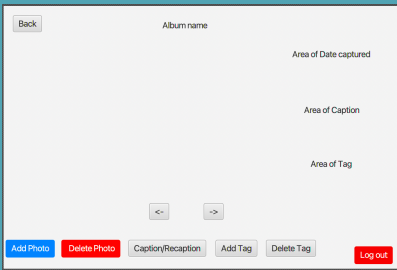 Back
Album name
Area of Date captured
Area of Caption
Area of Tag
<-
->
Add Photo
Delete Photo
Caption/Recaption
Add Tag
Delete Tag
Log out